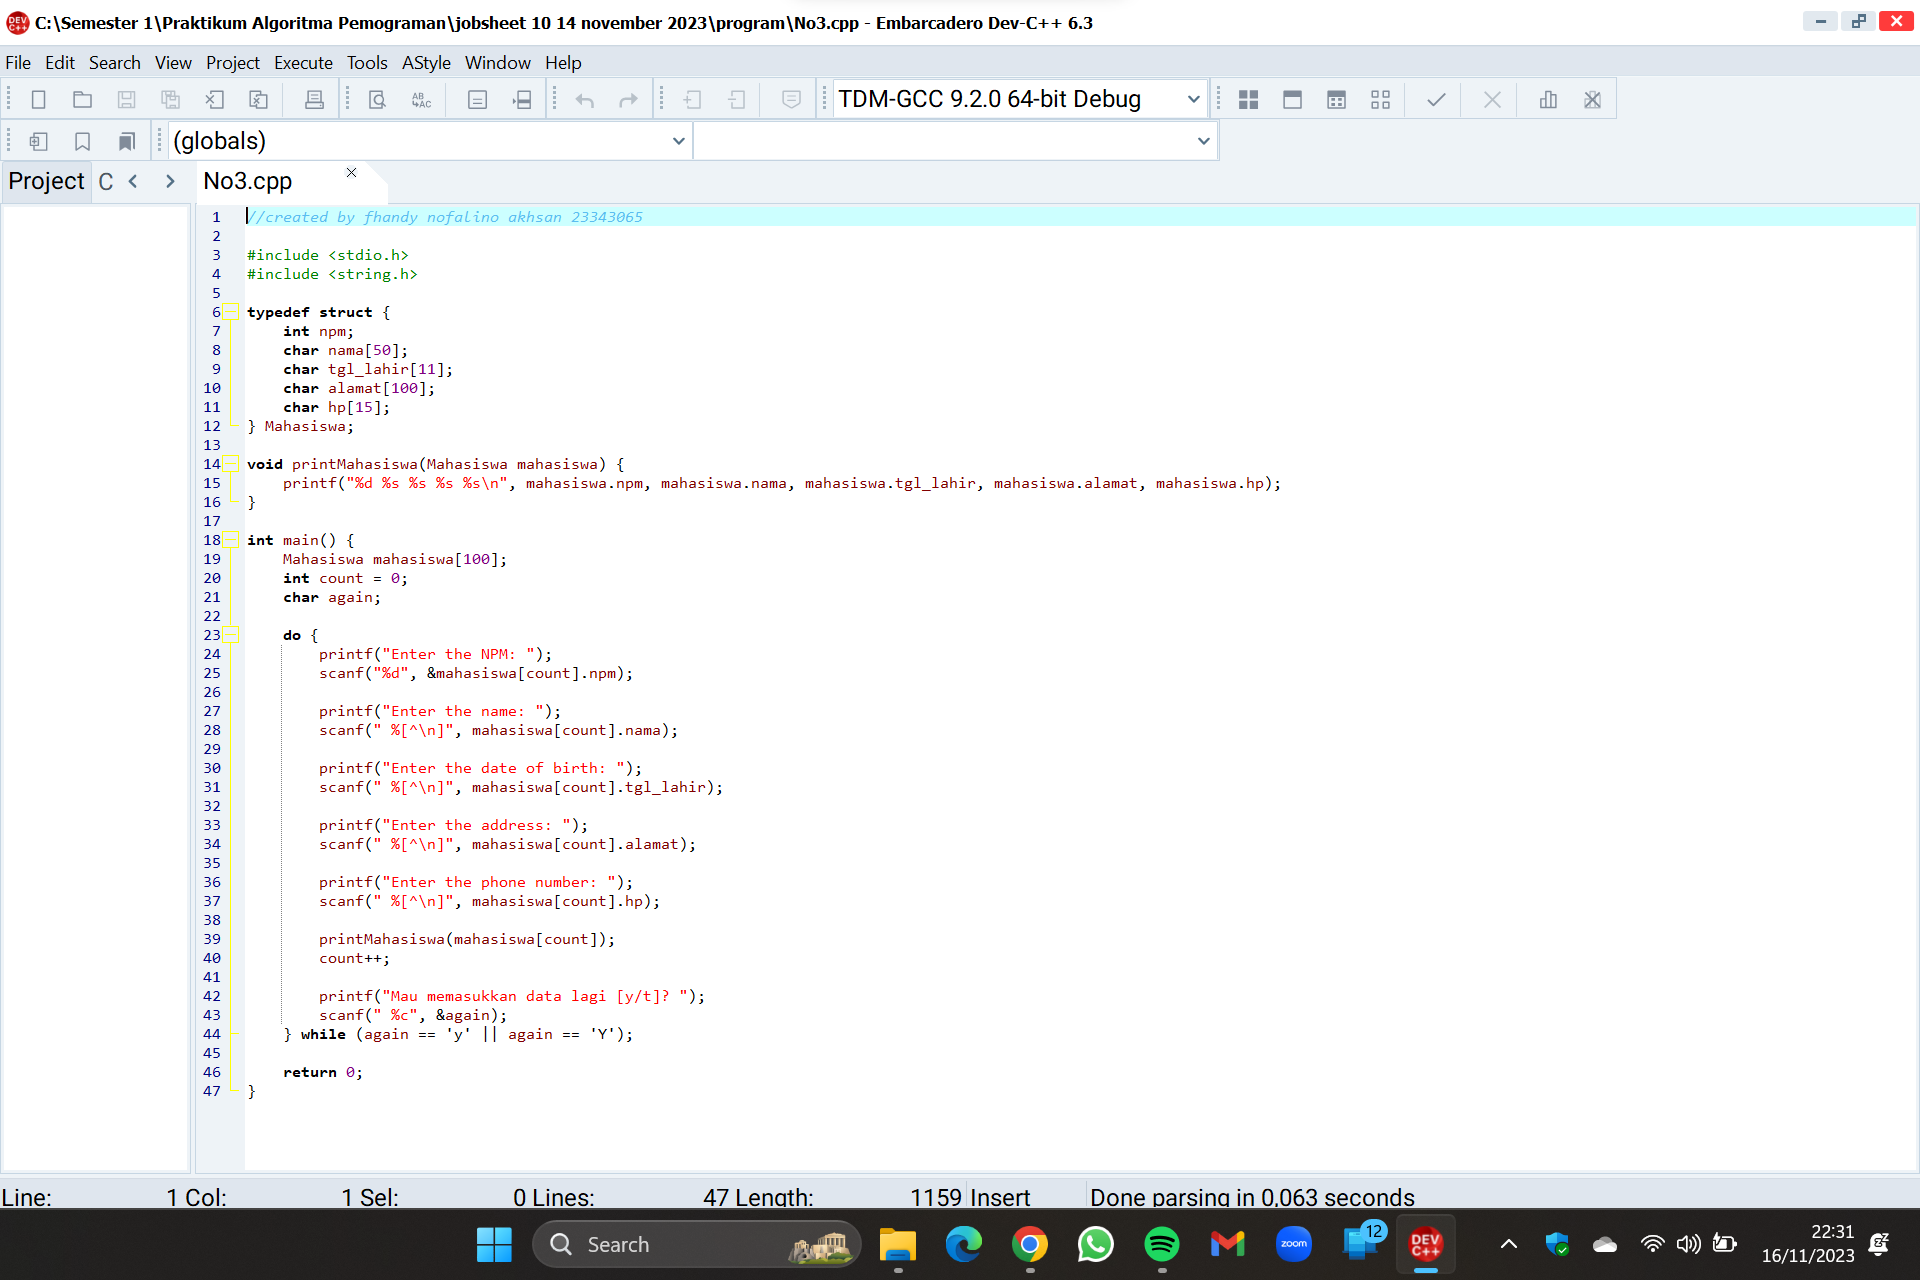 C:\Semester 1\Praktikum Algoritma Pemograman\jobsheet 10 14 november 2023\program\No3.cpp - Embarcadero Dev-C++ 6.3
File Edit Search View Project Execute Tools AStyle Window Help
TDM-GCC 9.2.0 64-bit Debug
(globals)
Project C No3.cpp
1 //created by fhandy nofalino akhsan 23343065
2
3 #include <stdio.h>
4 #include <string.h>
5
6 typedef struct {
7     int npm;
8     char nama[50];
9     char tgl_lahir[11];
10     char alamat[100];
11     char hp[15];
12 } Mahasiswa;
13
14 void printMahasiswa(Mahasiswa mahasiswa) {
15     printf("%d %s %s %s %s\n", mahasiswa.npm, mahasiswa.nama, mahasiswa.tgl_lahir, mahasiswa.alamat, mahasiswa.hp);
16 }
17
18 int main() {
19     Mahasiswa mahasiswa[100];
20     int count = 0;
21     char again;
22
23     do {
24         printf("Enter the NPM: ");
25         scanf("%d", &mahasiswa[count].npm);
26
27         printf("Enter the name: ");
28         scanf(" %[^\n]", mahasiswa[count].nama);
29
30         printf("Enter the date of birth: ");
31         scanf(" %[^\n]", mahasiswa[count].tgl_lahir);
32
33         printf("Enter the address: ");
34         scanf(" %[^\n]", mahasiswa[count].alamat);
35
36         printf("Enter the phone number: ");
37         scanf(" %[^\n]", mahasiswa[count].hp);
38
39         printMahasiswa(mahasiswa[count]);
40         count++;
41
42         printf("Mau memasukkan data lagi [y/t]? ");
43         scanf(" %c", &again);
44     } while (again == 'y' || again == 'Y');
45
46     return 0;
47 }
Line: 1 Col: 1 Sel: 0 Lines: 47 Length: 1159 Insert Done parsing in 0,063 seconds
Search
zoom
12
DEV C++
22:31
16/11/2023